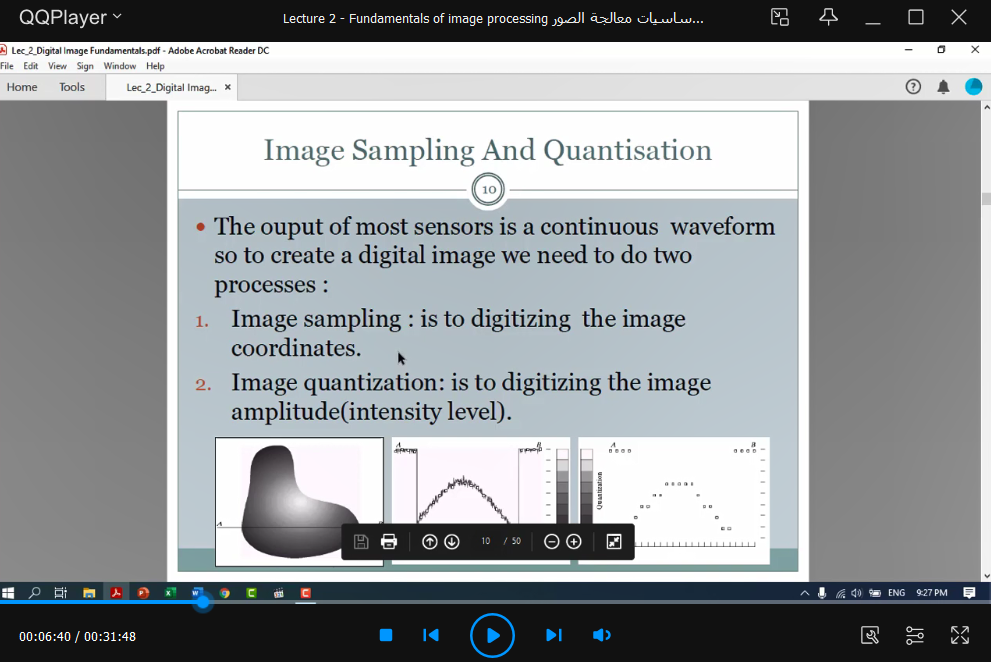 QQPlayer
Lecture 2 - Fundamentals of image processing ساسيات معالجة الصور...
Lec_2_Digital Image Fundamentals.pdf - Adobe Acrobat Reader DC
File Edit View Sign Window Help
Home Tools Lec_2_Digital Imag...
Image Sampling And Quantisation
10
The ouput of most sensors is a continuous waveform
so to create a digital image we need to do two
processes :
1. Image sampling : is to digitizing the image
coordinates.
2. Image quantization: is to digitizing the image
amplitude(intensity level).
A
A B
A B
Quantization
10 / 50
ENG 9:27 PM
00:06:40 / 00:31:48